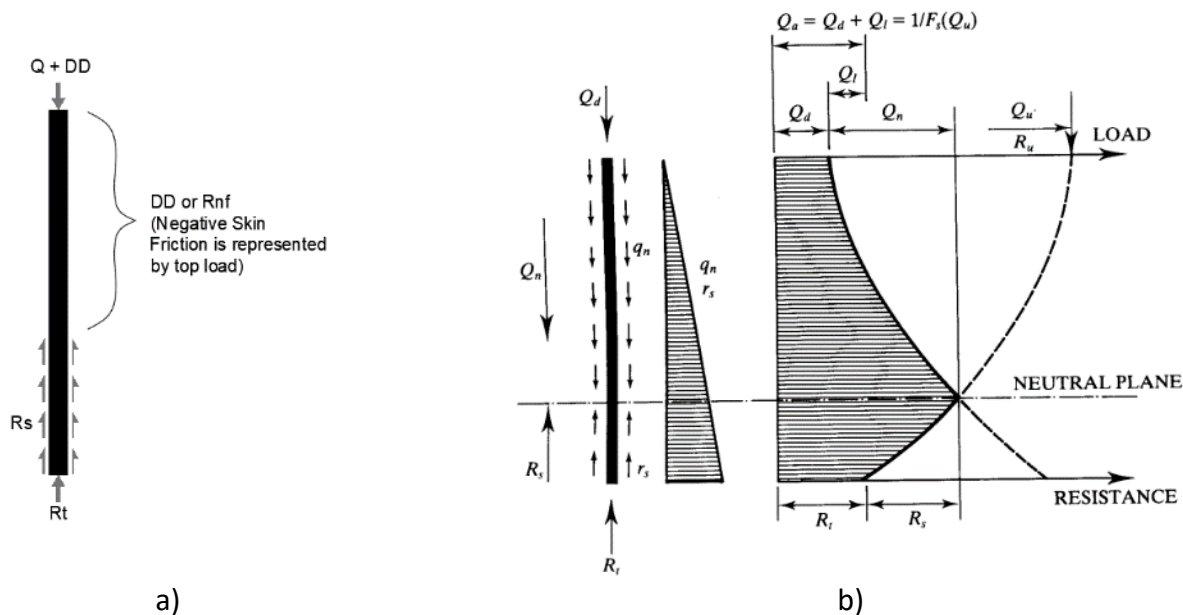 Q + DD
DD or Rnf
(Negative Skin
Friction is represented
by top load)
Rs
Rt
a)
Qa = Qd + Ql = 1/Fs(Qu)
Ql
Qd
Qn
Qu
Ru
LOAD
Qd
qn
Qn
qn
rs
NEUTRAL PLANE
Rs
rs
RESISTANCE
Rt
Rs
Rt
b)